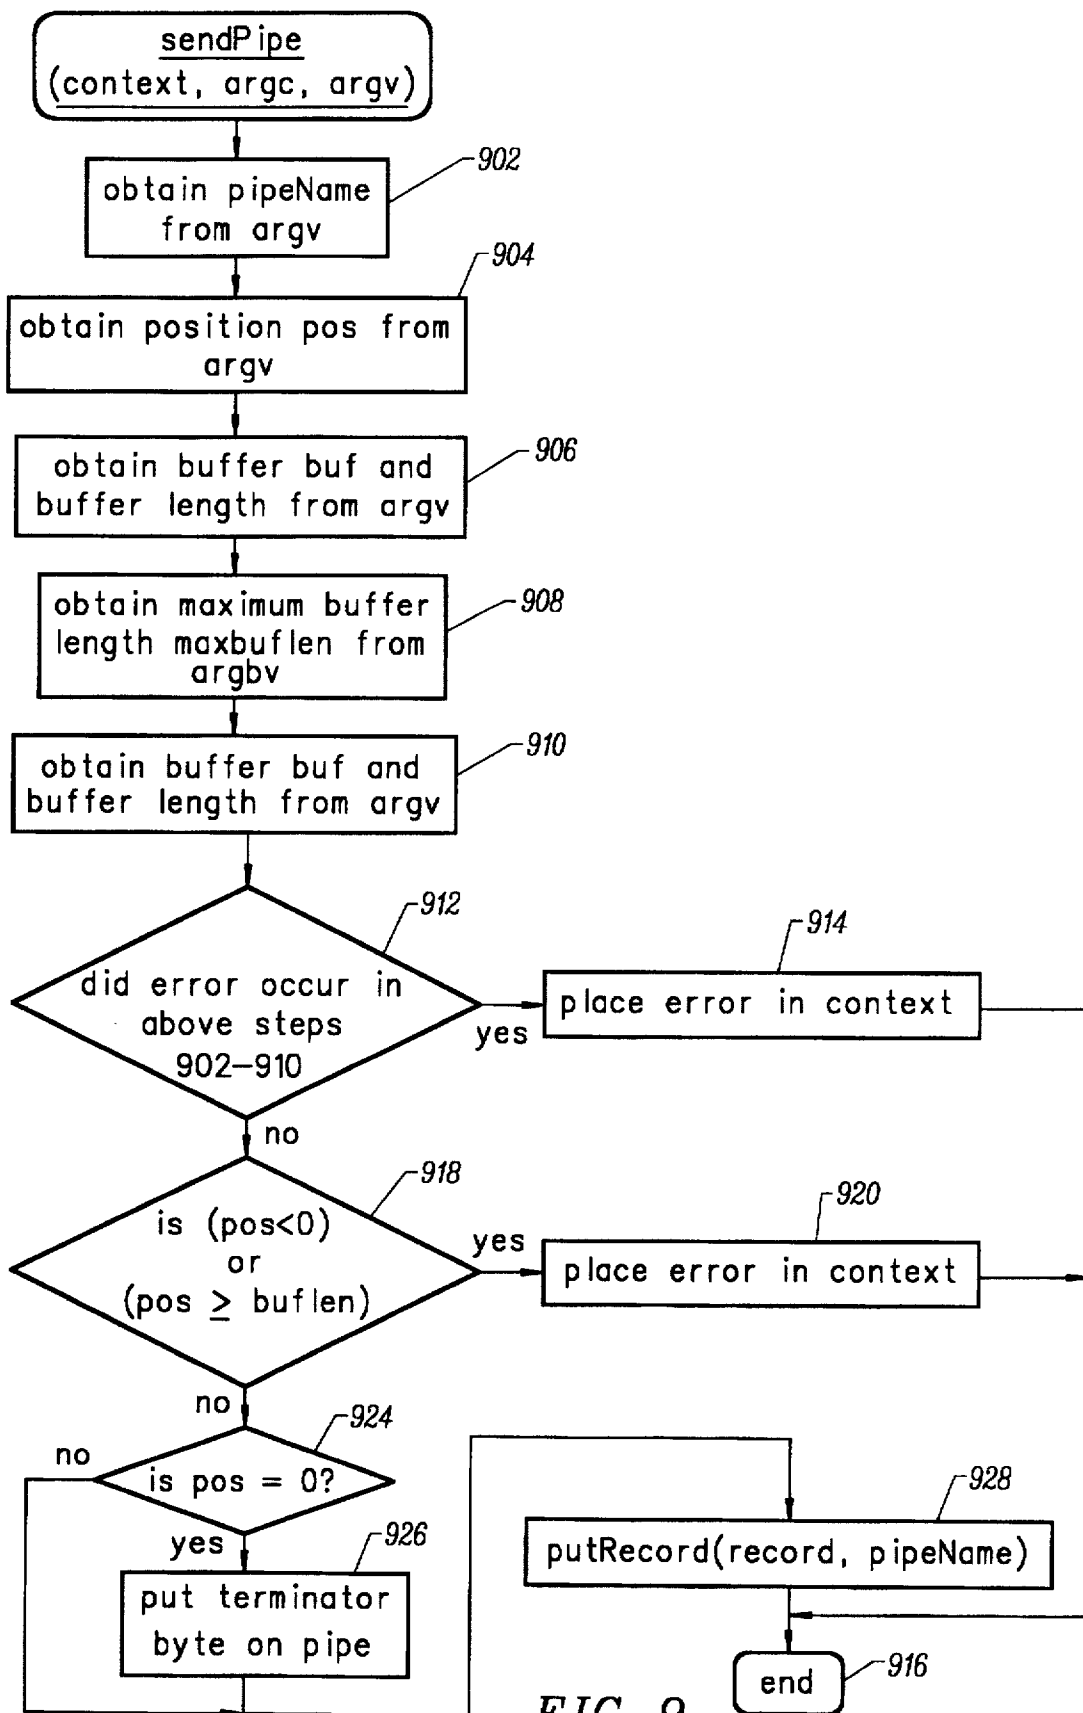 sendPipe
(context, argc, argv)
902
obtain pipeName
from argv
904
obtain position pos from
argv
906
obtain buffer buf and
buffer length from argv
908
obtain maximum buffer
length maxbuflen from
argbv
910
obtain buffer buf and
buffer length from argv
912
did error occur in
above steps
902–910
yes
914
place error in context
no
918
is (pos<0)
or
(pos ≥ buflen)
yes
920
place error in context
no
924
is pos = 0?
no
yes
926
put terminator
byte on pipe
928
putRecord(record, pipeName)
end
916
FIG. 9